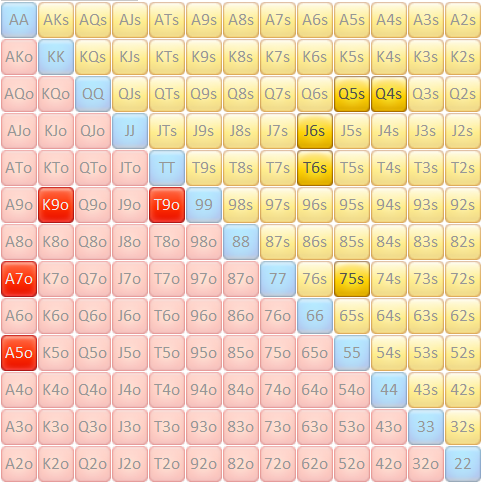 AA AKs AQs AJs ATs A9s A8s A7s A6s A5s A4s A3s A2s
AKo KK KQs KJs KTs K9s K8s K7s K6s K5s K4s K3s K2s
AQo KQo QQ QJs QTs Q9s Q8s Q7s Q6s Q5s Q4s Q3s Q2s
AJo KJo QJo JJ JTs J9s J8s J7s J6s J5s J4s J3s J2s
ATo KTo QTo JTo TT T9s T8s T7s T6s T5s T4s T3s T2s
A9o K9o Q9o J9o T9o 99 98s 97s 96s 95s 94s 93s 92s
A8o K8o Q8o J8o T8o 98o 88 87s 86s 85s 84s 83s 82s
A7o K7o Q7o J7o T7o 97o 87o 77 76s 75s 74s 73s 72s
A6o K6o Q6o J6o T6o 96o 86o 76o 66 65s 64s 63s 62s
A5o K5o Q5o J5o T5o 95o 85o 75o 65o 55 54s 53s 52s
A4o K4o Q4o J4o T4o 94o 84o 74o 64o 54o 44 43s 42s
A3o K3o Q3o J3o T3o 93o 83o 73o 63o 53o 43o 33 32s
A2o K2o Q2o J2o T2o 92o 82o 72o 62o 52o 42o 32o 22